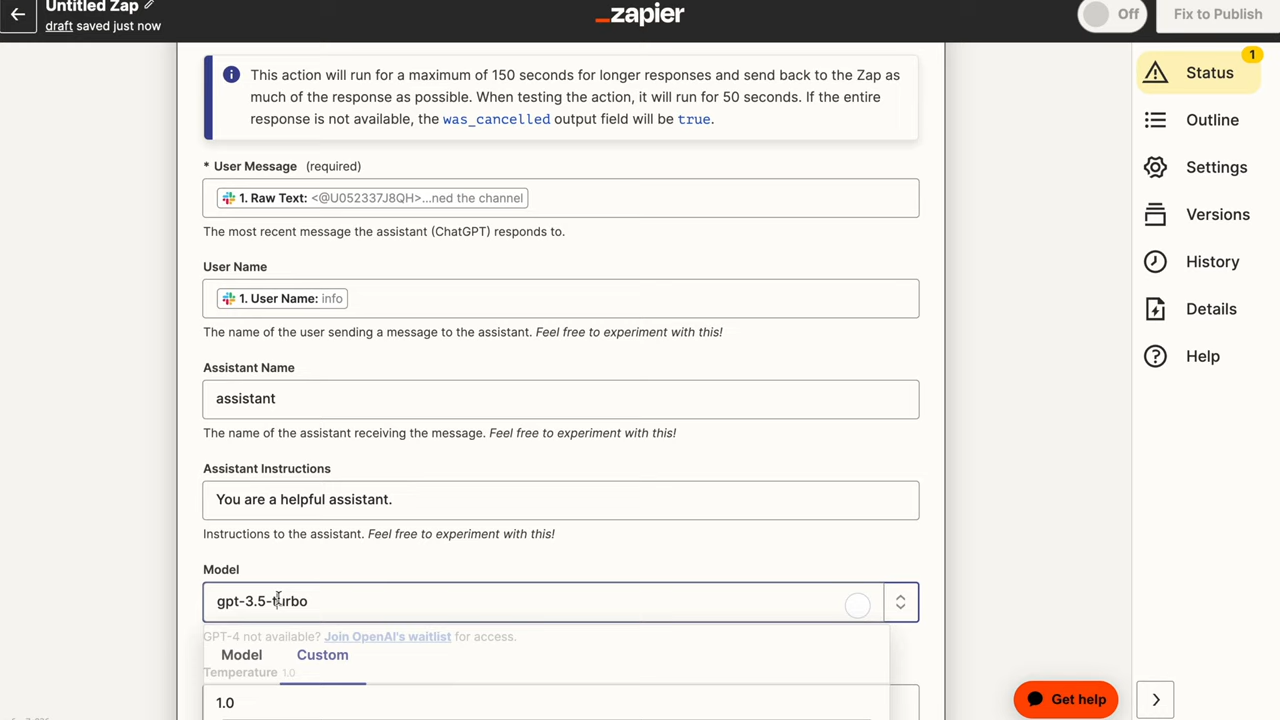 Untitled Zap
draft saved just now
zapier
Off
Fix to Publish
This action will run for a maximum of 150 seconds for longer responses and send back to the Zap as
much of the response as possible. When testing the action, it will run for 50 seconds. If the entire
response is not available, the was_cancelled output field will be true.
* User Message (required)
1. Raw Text: <@U052337J8QH>...ned the channel
The most recent message the assistant (ChatGPT) responds to.
User Name
1. User Name: info
The name of the user sending a message to the assistant. Feel free to experiment with this!
Assistant Name
assistant
The name of the assistant receiving the message. Feel free to experiment with this!
Assistant Instructions
You are a helpful assistant.
Instructions to the assistant. Feel free to experiment with this!
Model
gpt-3.5-turbo
GPT-4 not available? Join OpenAI's waitlist for access.
Model Custom
Temperature 1.0
1.0
1
Status
Outline
Settings
Versions
History
Details
Help
Get help